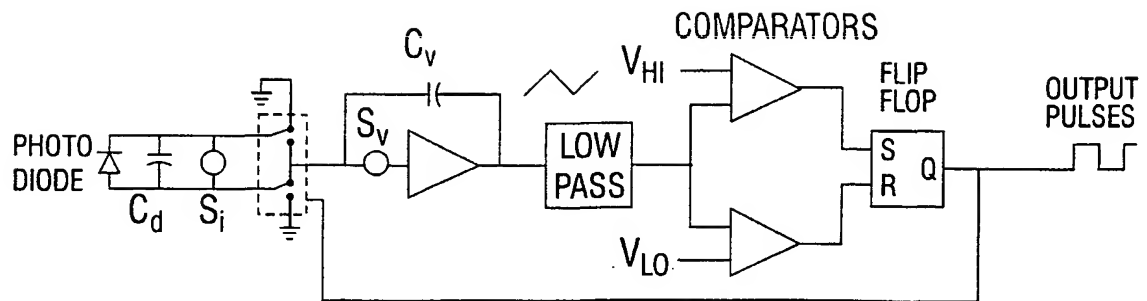 COMPARATORS
C_v
V_HI
FLIP
FLOP
OUTPUT
PULSES
PHOTO
DIODE
S_v
LOW
PASS
S
R
Q
C_d
S_i
V_LO